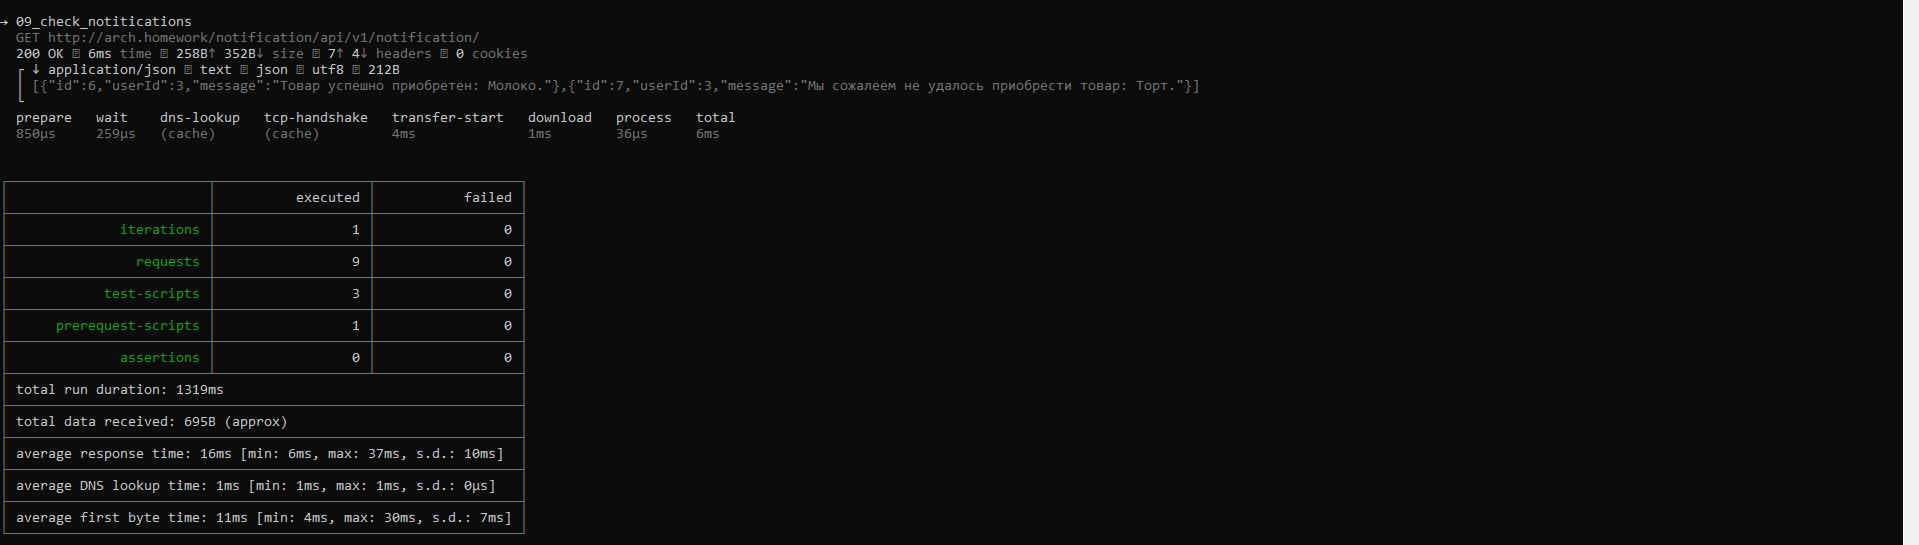 → 09_check_notitications
GET http://arch.homework/notification/api/v1/notification/
200 OK 6ms time 258B↑ 352B↓ size 7↑ 4↓ headers 0 cookies
↓ application/json text json utf8 212B
[{"id":6,"userId":3,"message":"Товар успешно приобретен: Молоко."},{"id":7,"userId":3,"message":"Мы сожалеем не удалось приобрести товар: Торт."}]
prepare wait dns-lookup tcp-handshake transfer-start download process total
850µs 259µs (cache) (cache) 4ms 1ms 36µs 6ms
executed failed
iterations 1 0
requests 9 0
test-scripts 3 0
prerequest-scripts 1 0
assertions 0 0
total run duration: 1319ms
total data received: 695B (approx)
average response time: 16ms [min: 6ms, max: 37ms, s.d.: 10ms]
average DNS lookup time: 1ms [min: 1ms, max: 1ms, s.d.: 0µs]
average first byte time: 11ms [min: 4ms, max: 30ms, s.d.: 7ms]